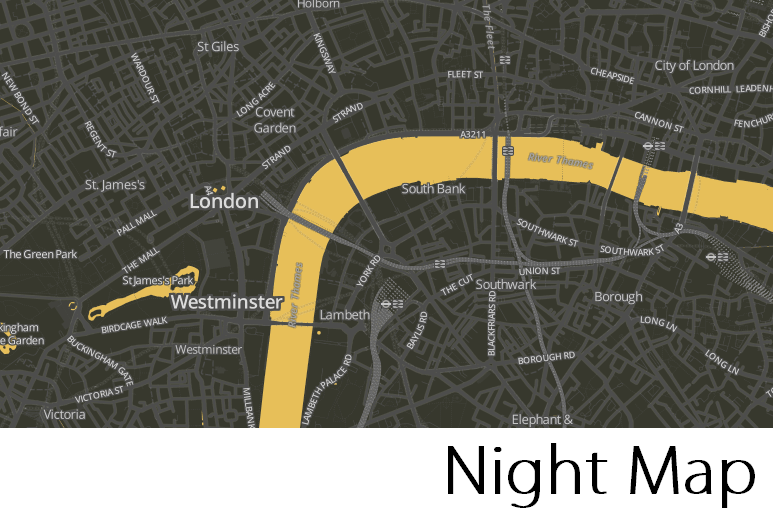 Holborn
The Fleet
BISHO
St Giles
KINGSWAY
FLEET ST
CHEAPSIDE
City of London
NEW BOND ST
WARDOUR ST
LONG ACRE
CORNHILL
LEADENH
STRAND
Covent
Garden
CANNON ST
FENCHUR
fair
REGENT ST
A3211
STRAND
River Thames
St. James's
A4
London
South Bank
PALL MALL
SOUTHWARK ST
A3
The Green Park
THE MALL
SOUTHWARK ST
YORK RD
UNION ST
St James's Park
THE CUT
Southwark
Westminster
River Thames
Borough
Lambeth
kingham
e Garden
BIRDCAGE WALK
BAYLIS RD
BLACKFRIARS RD
LONG LN
BUCKINGHAM GATE
Westminster
BOROUGH RD
LONG LN
VICTORIA ST
MILLBANK
LAMBETH PALACE RD
TO
Victoria
Elephant &
Night Map